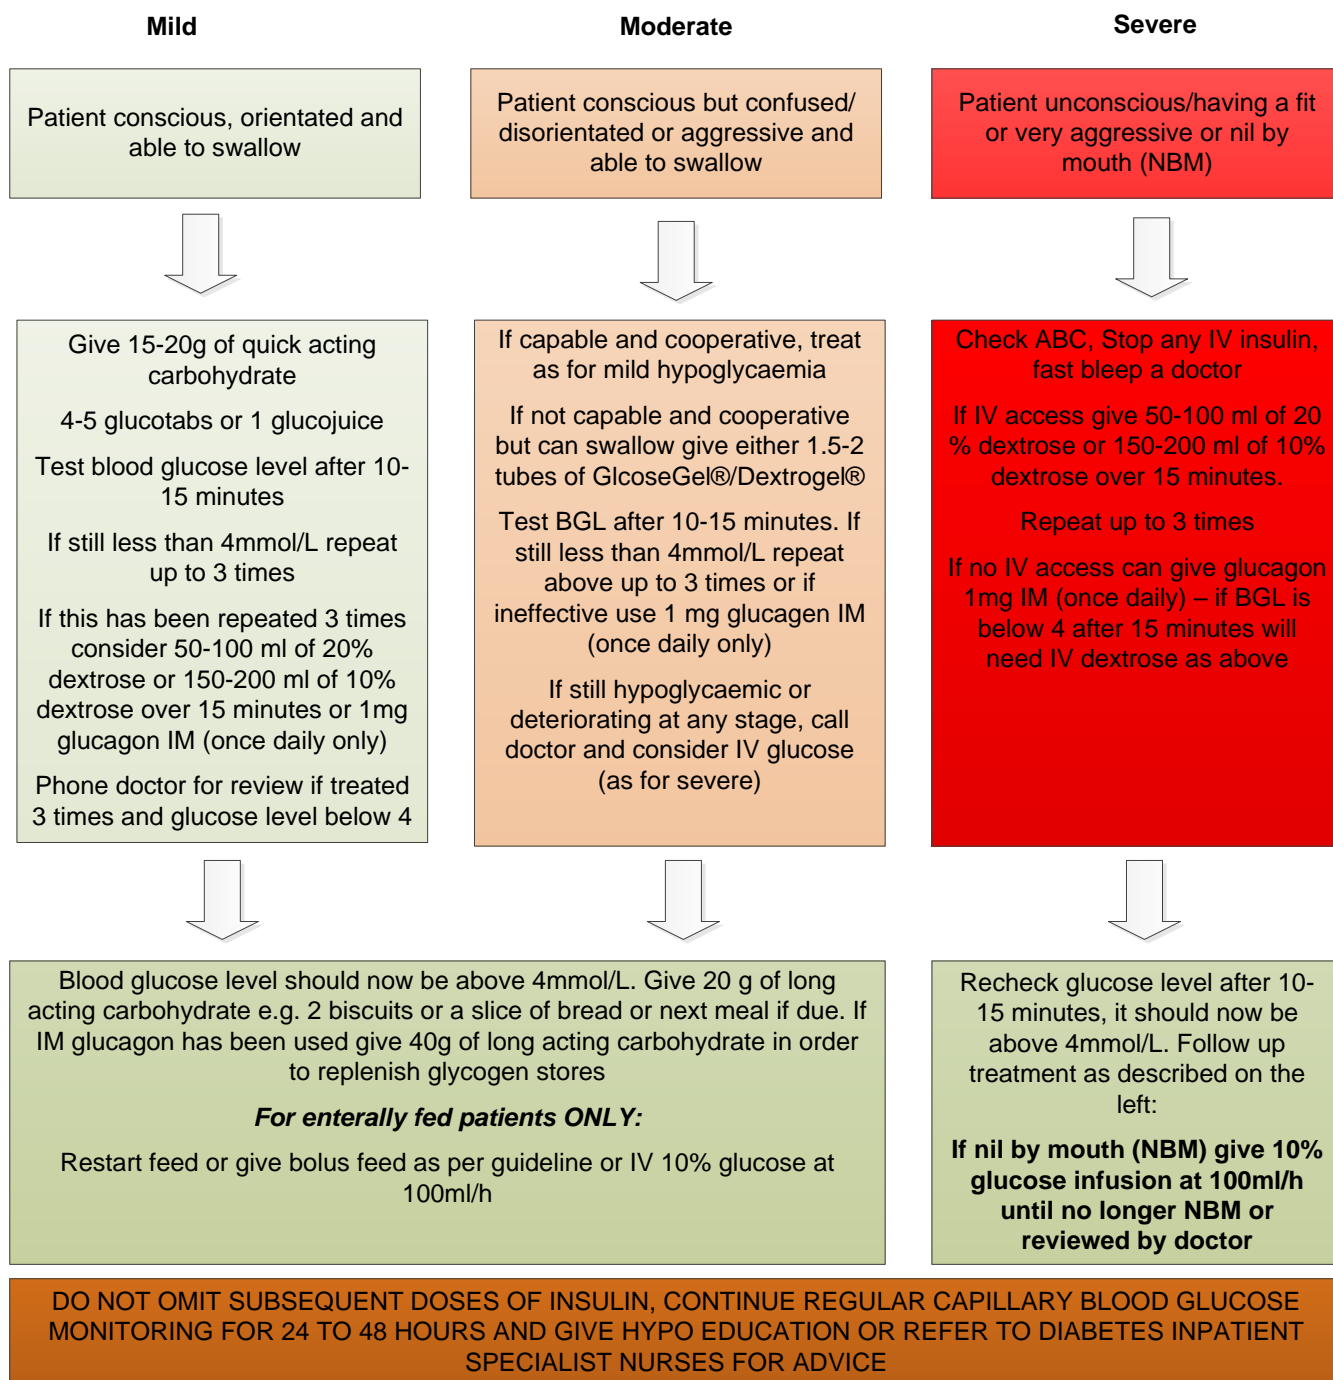 Mild
Moderate
Severe
Patient conscious, orientated and
able to swallow
Patient conscious but confused/
disorientated or aggressive and
able to swallow
Patient unconscious/having a fit
or very aggressive or nil by
mouth (NBM)
Give 15-20g of quick acting
carbohydrate
4-5 glucotabs or 1 glucojuice
Test blood glucose level after 10-
15 minutes
If still less than 4mmol/L repeat
up to 3 times
If this has been repeated 3 times
consider 50-100 ml of 20%
dextrose or 150-200 ml of 10%
dextrose over 15 minutes or 1mg
glucagon IM (once daily only)
Phone doctor for review if treated
3 times and glucose level below 4
If capable and cooperative, treat
as for mild hypoglycaemia
If not capable and cooperative
but can swallow give either 1.5-2
tubes of GlcoseGel®/Dextrogel®
Test BGL after 10-15 minutes. If
still less than 4mmol/L repeat
above up to 3 times or if
ineffective use 1 mg glucagen IM
(once daily only)
If still hypoglycaemic or
deteriorating at any stage, call
doctor and consider IV glucose
(as for severe)
Check ABC, Stop any IV insulin,
fast bleep a doctor
If IV access give 50-100 ml of 20
% dextrose or 150-200 ml of 10%
dextrose over 15 minutes.
Repeat up to 3 times
If no IV access can give glucagon
1mg IM (once daily) – if BGL is
below 4 after 15 minutes will
need IV dextrose as above
Blood glucose level should now be above 4mmol/L. Give 20 g of long
acting carbohydrate e.g. 2 biscuits or a slice of bread or next meal if due. If
IM glucagon has been used give 40g of long acting carbohydrate in order
to replenish glycogen stores
For enterally fed patients ONLY:
Restart feed or give bolus feed as per guideline or IV 10% glucose at
100ml/h
Recheck glucose level after 10-
15 minutes, it should now be
above 4mmol/L. Follow up
treatment as described on the
left:
If nil by mouth (NBM) give 10%
glucose infusion at 100ml/h
until no longer NBM or
reviewed by doctor
DO NOT OMIT SUBSEQUENT DOSES OF INSULIN, CONTINUE REGULAR CAPILLARY BLOOD GLUCOSE
MONITORING FOR 24 TO 48 HOURS AND GIVE HYPO EDUCATION OR REFER TO DIABETES INPATIENT
SPECIALIST NURSES FOR ADVICE